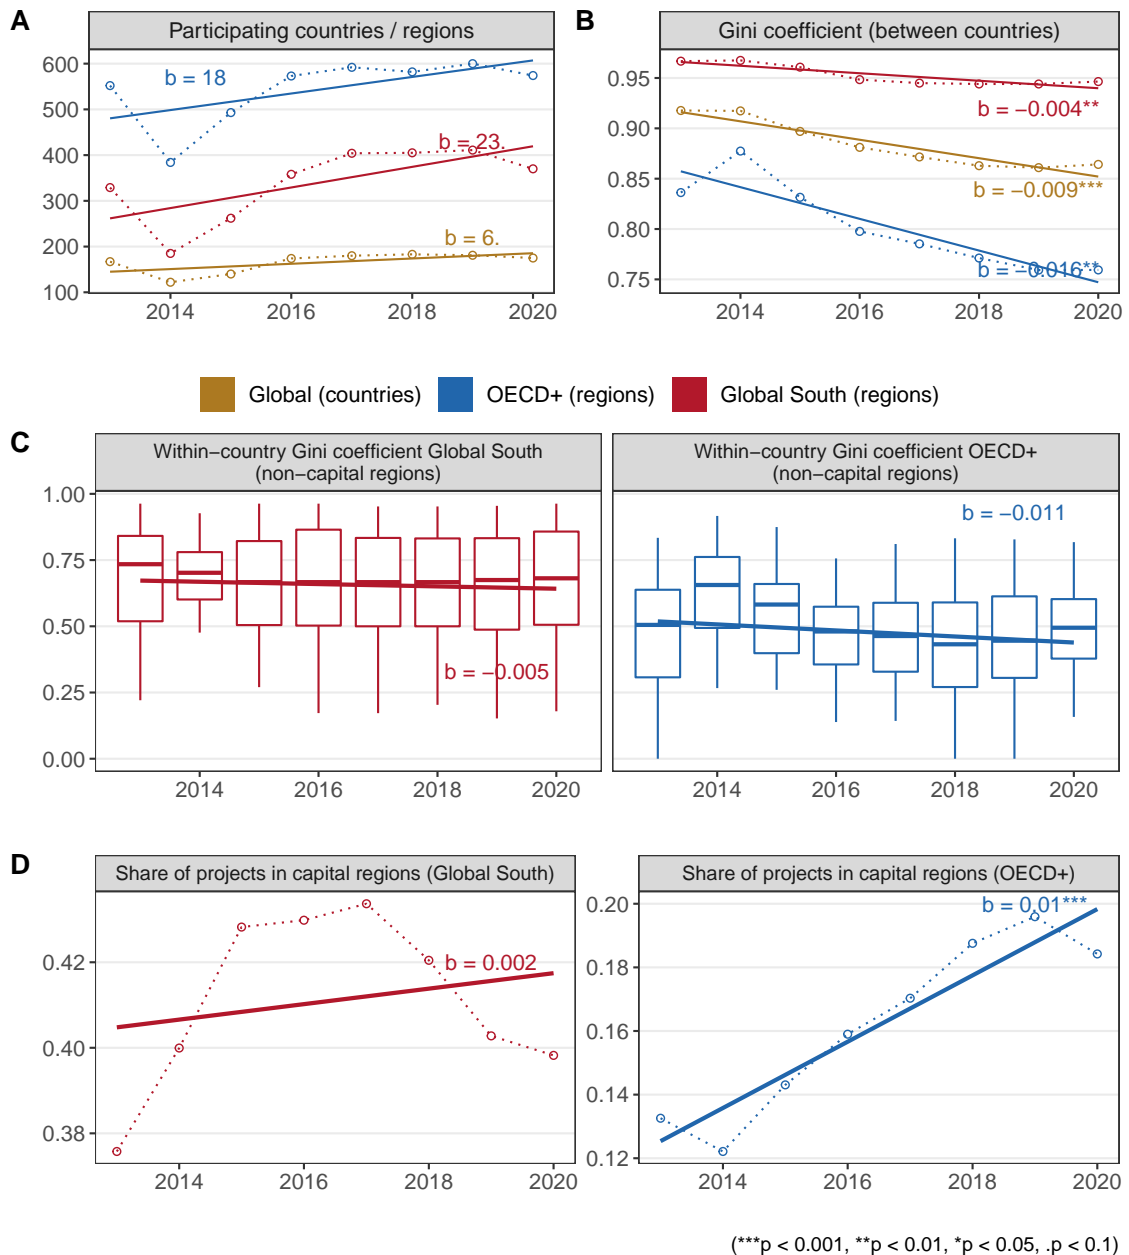 A
Participating countries / regions
600
500
400
300
200
100
b = 18
b = 23.
b = 6.
2014 2016 2018 2020
B
Gini coefficient (between countries)
0.95
0.90
0.85
0.80
0.75
b = −0.004**
b = −0.009***
b = −0.016**
2014 2016 2018 2020
Global (countries) OECD+ (regions) Global South (regions)
C
Within−country Gini coefficient Global South
(non−capital regions)
1.00
0.75
0.50
0.25
0.00
b = −0.005
2014 2016 2018 2020
Within−country Gini coefficient OECD+
(non−capital regions)
b = −0.011
2014 2016 2018 2020
D
Share of projects in capital regions (Global South)
0.42
0.40
0.38
b = 0.002
2014 2016 2018 2020
Share of projects in capital regions (OECD+)
0.20
0.18
0.16
0.14
0.12
b = 0.01***
2014 2016 2018 2020
(***p < 0.001, **p < 0.01, *p < 0.05, .p < 0.1)